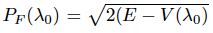 P_F(λ_0) = √2(E − V(λ_0)